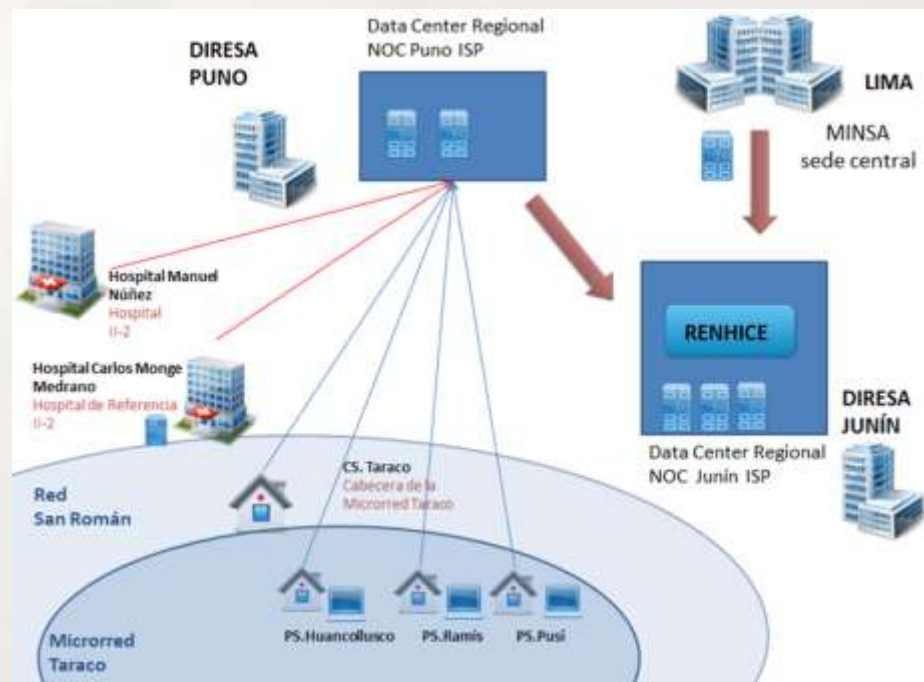 Data Center Regional
NOC Puno ISP
DIRESA
PUNO
LIMA
MINSA
sede central
Hospital Manuel
Núñez
Hospital
II-2
RENHICE
Hospital Carlos Monge
Medrano
Hospital de Referencia
II-2
DIRESA
JUNÍN
Data Center Regional
NOC Junín ISP
CS. Taraco
Cabecera de la
Microrred Taraco
Red
San Román
PS.Huancollusco
PS.Ramis
PS.Pusi
Microrred
Taraco